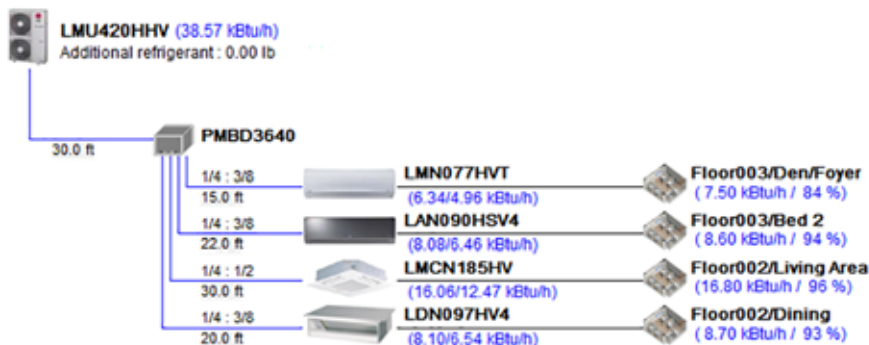 LMU420HHV (38.57 kBtu/h)
Additional refrigerant : 0.00 lb
30.0 ft
PMBD3640
1/4 : 3/8
15.0 ft
LMN077HVT
(6.34/4.96 kBtu/h)
Floor003/Den/Foyer
( 7.50 kBtu/h / 84 %)
1/4 : 3/8
22.0 ft
LAN090HSV4
(8.08/6.46 kBtu/h)
Floor003/Bed 2
( 8.60 kBtu/h / 94 %)
1/4 : 1/2
30.0 ft
LMCN185HV
(16.06/12.47 kBtu/h)
Floor002/Living Area
(16.80 kBtu/h / 96 %)
1/4 : 3/8
20.0 ft
LDN097HV4
(8.10/6.54 kBtu/h)
Floor002/Dining
( 8.70 kBtu/h / 93 %)